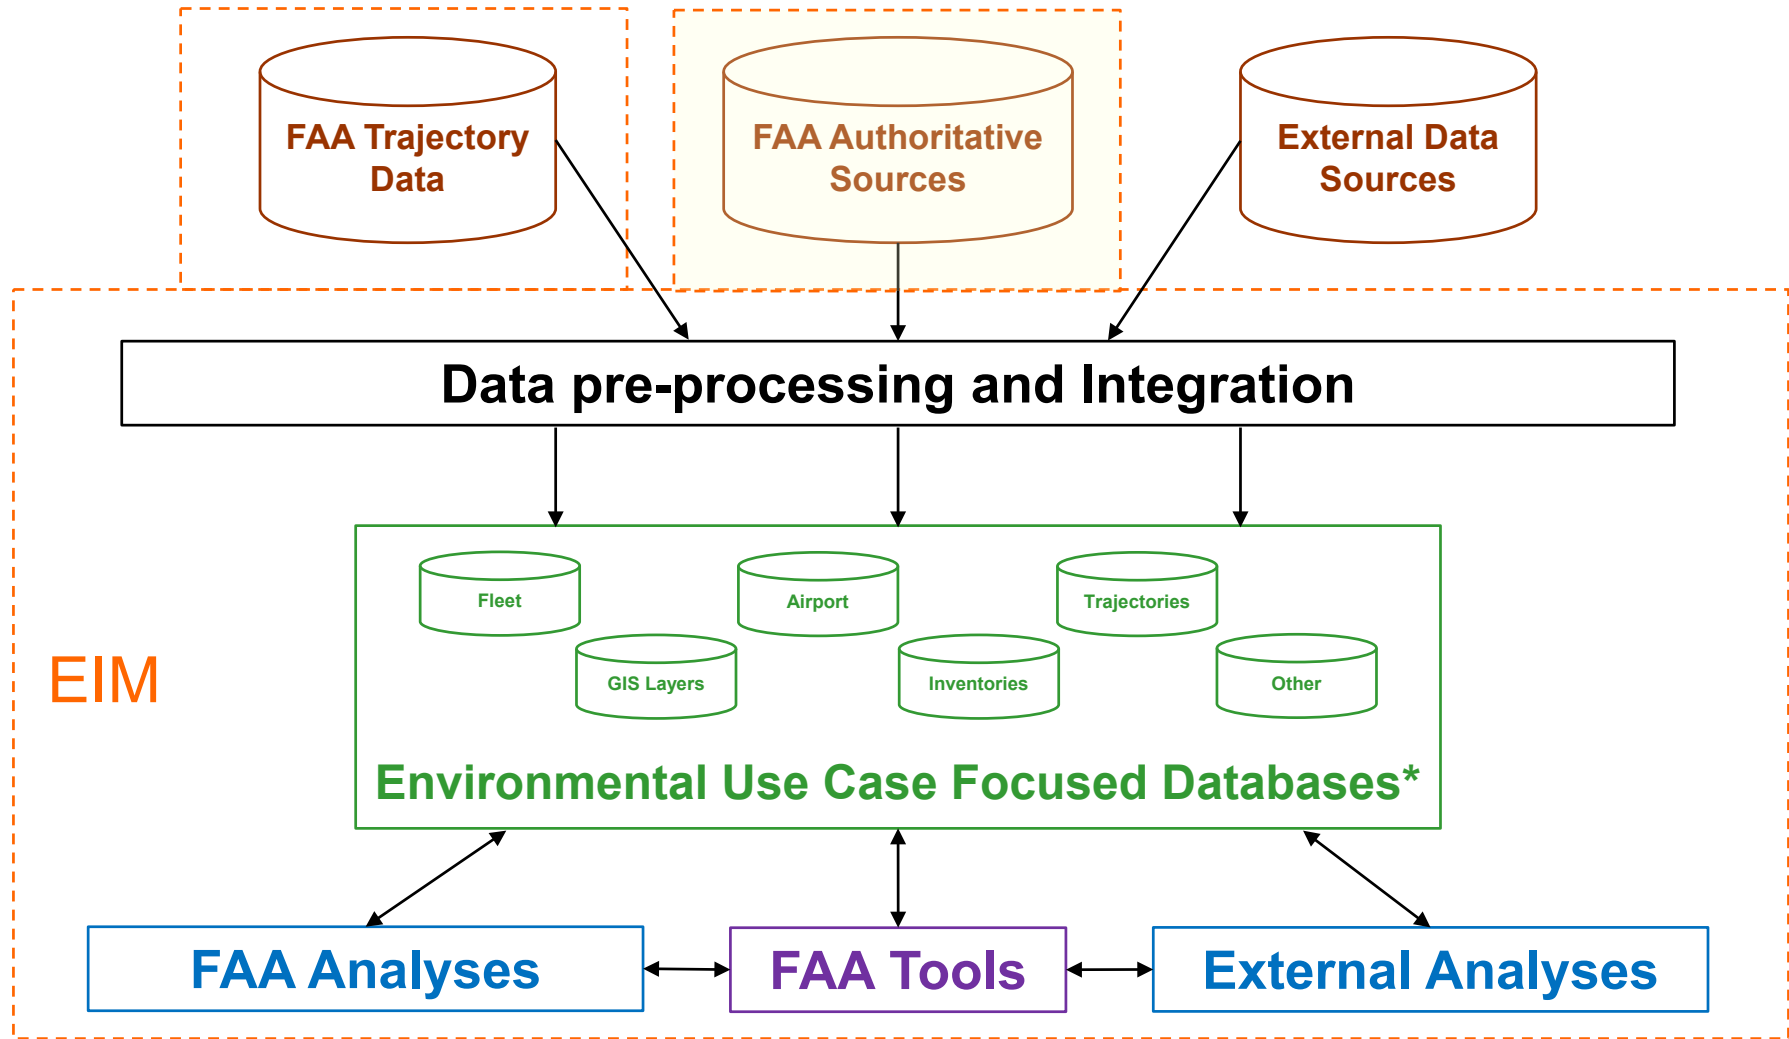 FAA Trajectory
Data
FAA Authoritative
Sources
External Data
Sources
Data pre-processing and Integration
Fleet
Airport
Trajectories
GIS Layers
Inventories
Other
EIM
Environmental Use Case Focused Databases*
FAA Analyses
FAA Tools
External Analyses